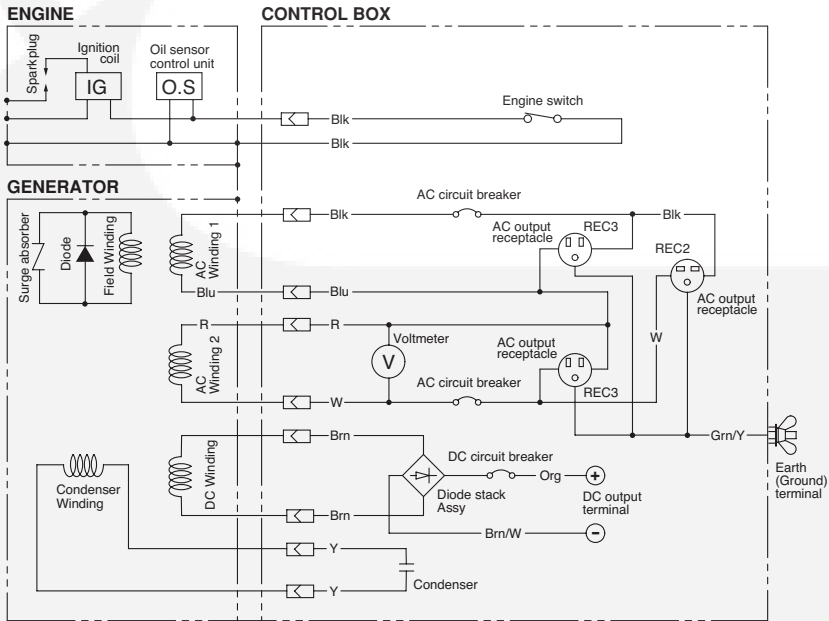 ENGINE
CONTROL BOX
Sparkplug
Ignition
coil
IG
Oil sensor
control unit
O.S
Engine switch
Blk
Blk
GENERATOR
Surge absorber
Diode
Field Winding
AC
Winding 1
Blu
Blk
AC circuit breaker
AC output
receptacle
REC3
Blk
REC2
AC output
receptacle
Blu
R
R
AC
Winding 2
Voltmeter
V
AC output
receptacle
REC3
W
AC circuit breaker
W
Grn/Y
Earth
(Ground)
terminal
Brn
DC Winding
DC circuit breaker
Org
+
DC output
terminal
Diode stack
Assy
Condenser
Winding
Brn
Brn/W
−
Y
Y
Condenser